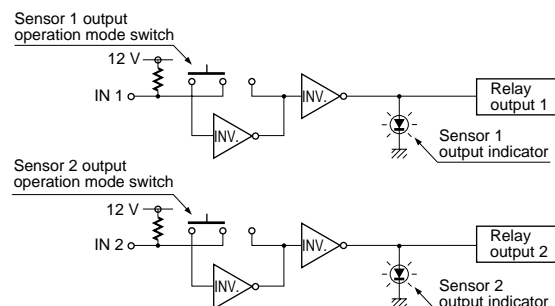 Sensor 1 output
operation mode switch
12 V
IN 1
INV.
INV.
Relay
output 1
Sensor 1
output indicator
Sensor 2 output
operation mode switch
12 V
IN 2
INV.
INV.
Relay
output 2
Sensor 2
output indicator